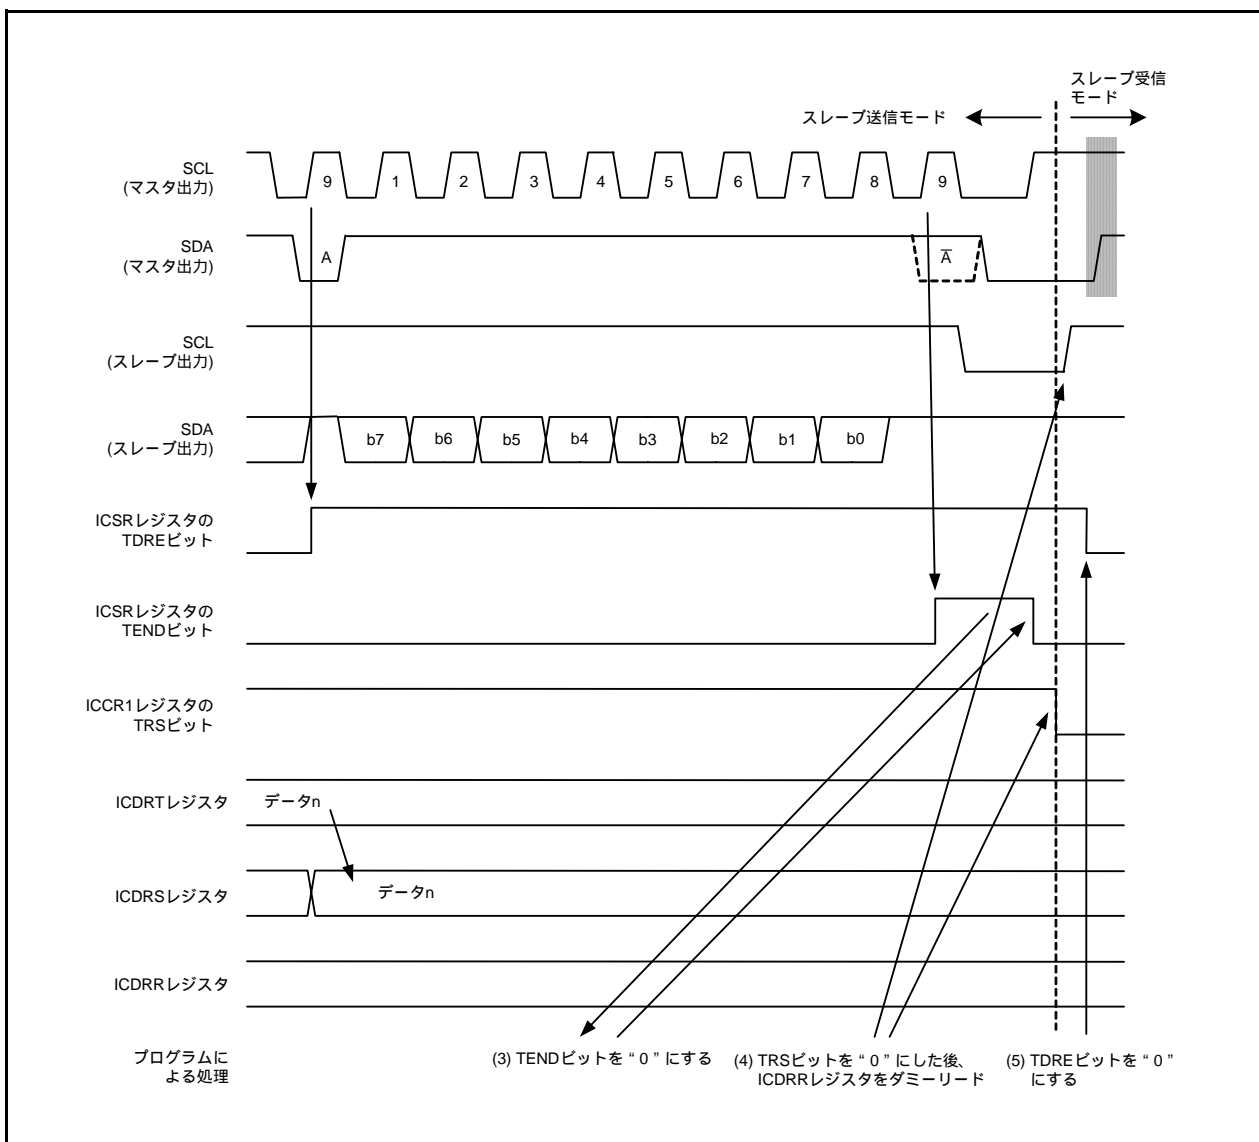 スレーブ受信
モード
スレーブ送信モード
SCL
(マスタ出力)
9 1 2 3 4 5 6 7 8 9
SDA
(マスタ出力)
A A̅
SCL
(スレーブ出力)
SDA
(スレーブ出力)
b7 b6 b5 b4 b3 b2 b1 b0
ICSRレジスタの
TDREビット
ICSRレジスタの
TENDビット
ICCR1レジスタの
TRSビット
ICDRTレジスタ データn
ICDRSレジスタ データn
ICDRRレジスタ
プログラムに
よる処理
(3) TENDビットを “ 0 ” にする
(4) TRSビットを “ 0 ” にした後、
ICDRRレジスタをダミーリード
(5) TDREビットを “ 0 ”
にする